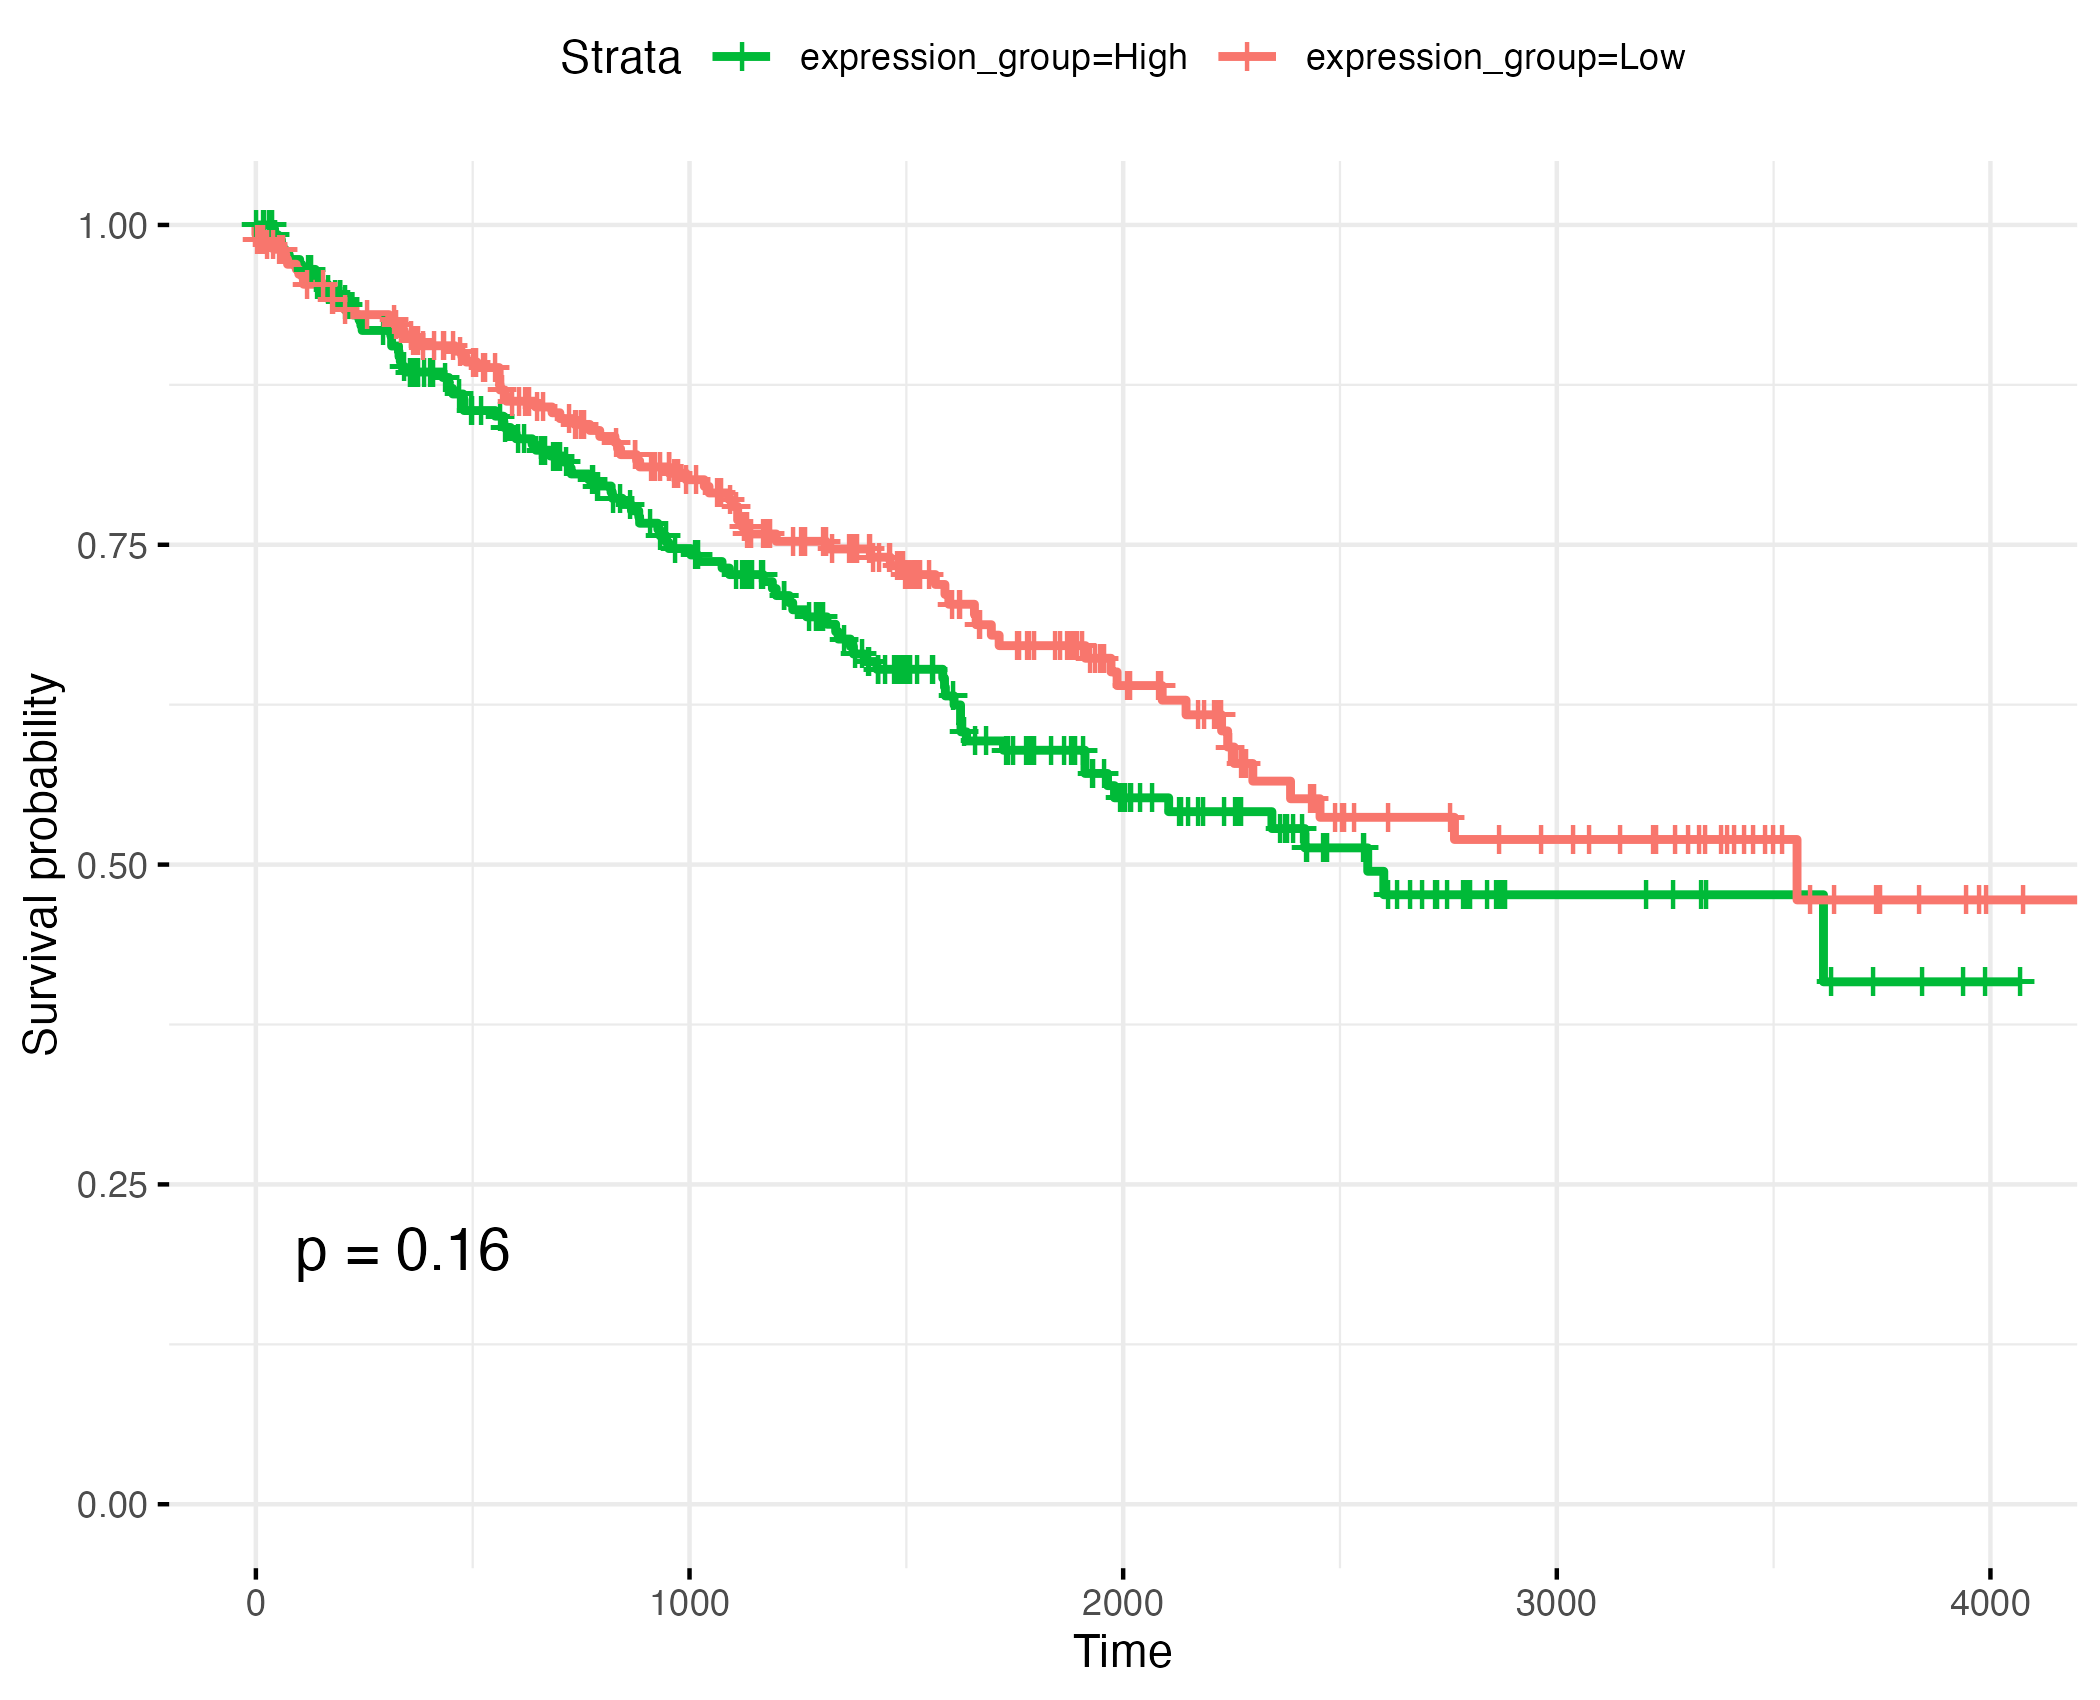 Strata expression_group=High expression_group=Low
1.00
0.75
0.50
0.25
0.00
Survival probability
p = 0.16
0 1000 2000 3000 4000
Time